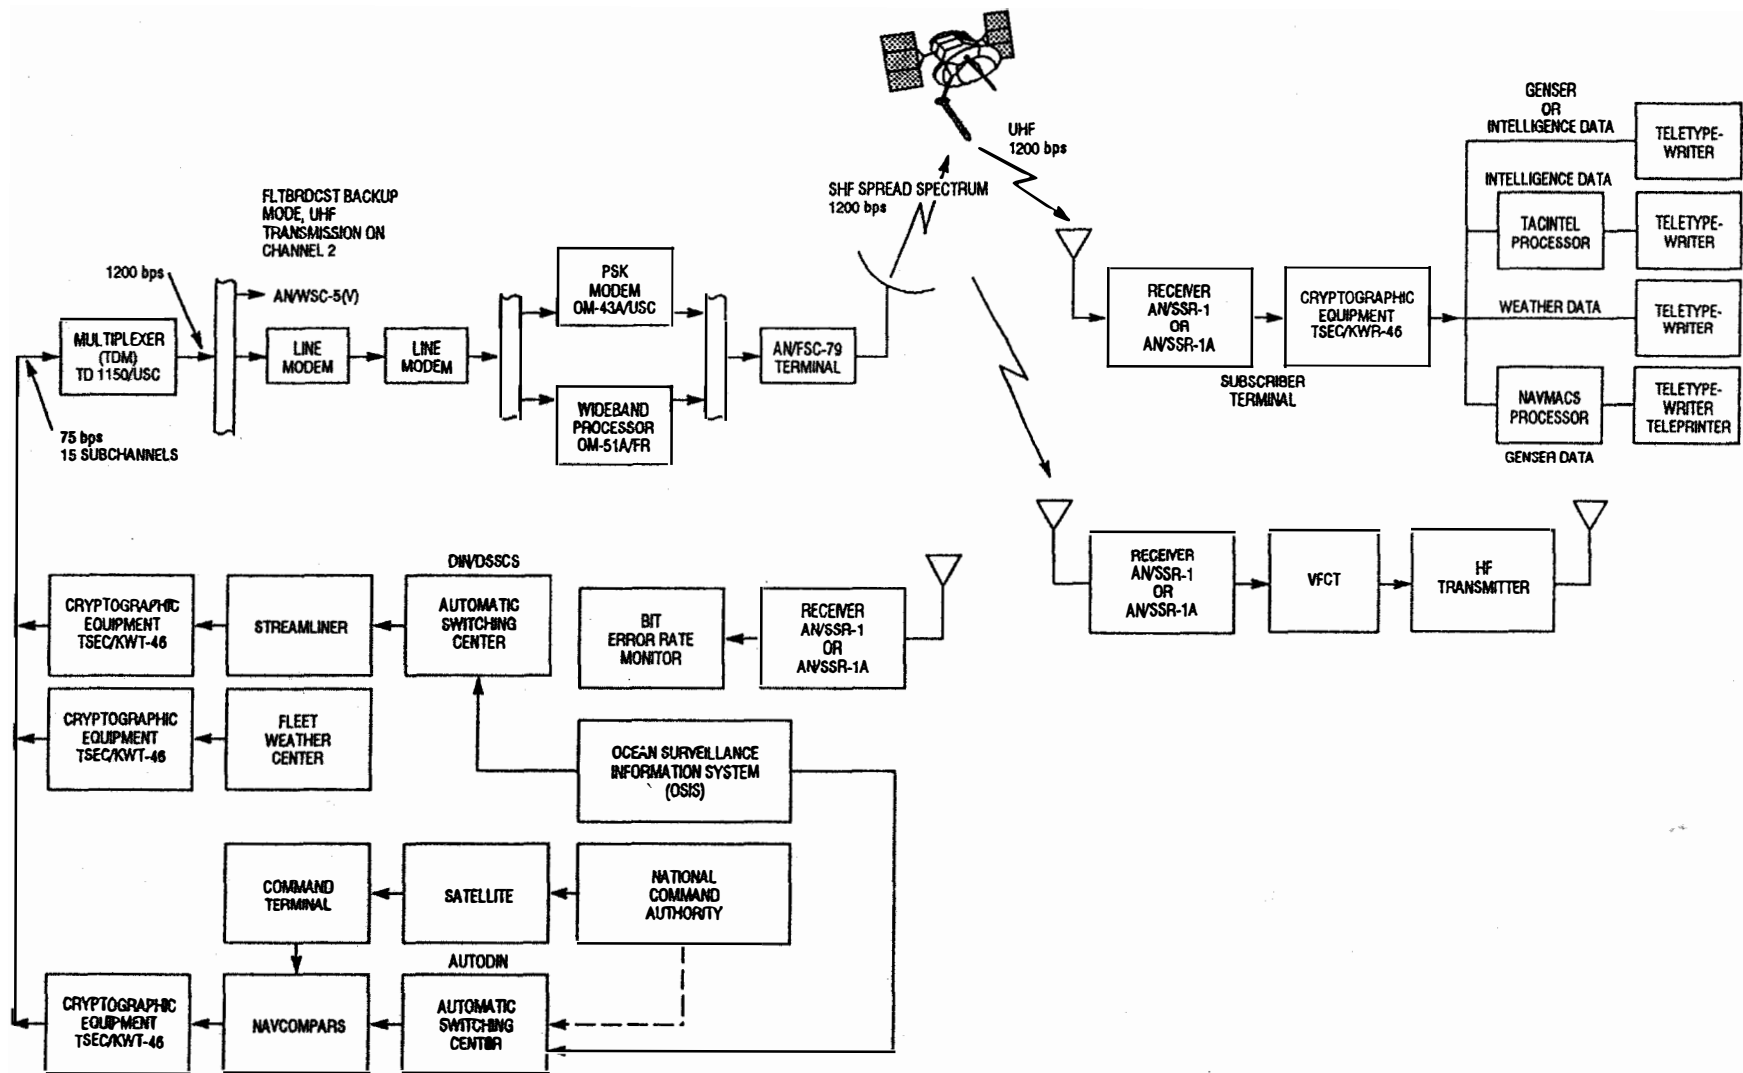 UHF
1200 bps
SHF SPREAD SPECTRUM
1200 bps
FLTBRDCST BACKUP
MODE, UHF
TRANSMISSION ON
CHANNEL 2
1200 bps
AN/WSC-5(V)
MULTIPLEXER
(TDM)
TD 1150/USC
75 bps
15 SUBCHANNELS
LINE
MODEM
LINE
MODEM
PSK
MODEM
OM-43A/USC
WIDEBAND
PROCESSOR
OM-51A/FR
AN/FSC-79
TERMINAL
RECEIVER
AN/SSR-1
OR
AN/SSR-1A
CRYPTOGRAPHIC
EQUIPMENT
TSEC/KWR-46
SUBSCRIBER
TERMINAL
GENSER
OR
INTELLIGENCE DATA
TELETYPE-
WRITER
INTELLIGENCE DATA
TACINTEL
PROCESSOR
TELETYPE-
WRITER
WEATHER DATA
TELETYPE-
WRITER
NAVMACS
PROCESSOR
GENSER DATA
TELETYPE-
WRITER
TELEPRINTER
RECEIVER
AN/SSR-1
OR
AN/SSR-1A
VFCT
HF
TRANSMITTER
CRYPTOGRAPHIC
EQUIPMENT
TSEC/KWT-46
STREAMLINER
DIN/DSSCS
AUTOMATIC
SWITCHING
CENTER
BIT
ERROR RATE
MONITOR
RECEIVER
AN/SSR-1
OR
AN/SSR-1A
CRYPTOGRAPHIC
EQUIPMENT
TSEC/KWT-46
FLEET
WEATHER
CENTER
OCEAN SURVEILLANCE
INFORMATION SYSTEM
(OSIS)
COMMAND
TERMINAL
SATELLITE
NATIONAL
COMMAND
AUTHORITY
CRYPTOGRAPHIC
EQUIPMENT
TSEC/KWT-46
NAVCOMPARS
AUTODIN
AUTOMATIC
SWITCHING
CENTER